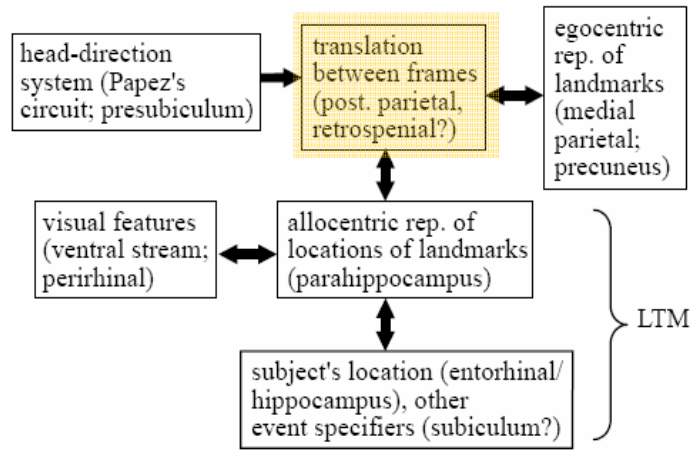 head-direction
system (Papez's
circuit; presubiculum)
translation
between frames
(post. parietal,
retrospenial?)
egocentric
rep. of
landmarks
(medial
parietal;
precuneus)
visual features
(ventral stream;
perirhinal)
allocentric rep. of
locations of landmarks
(parahippocampus)
LTM
subject's location (entorhinal/
hippocampus), other
event specifiers (subiculum?)